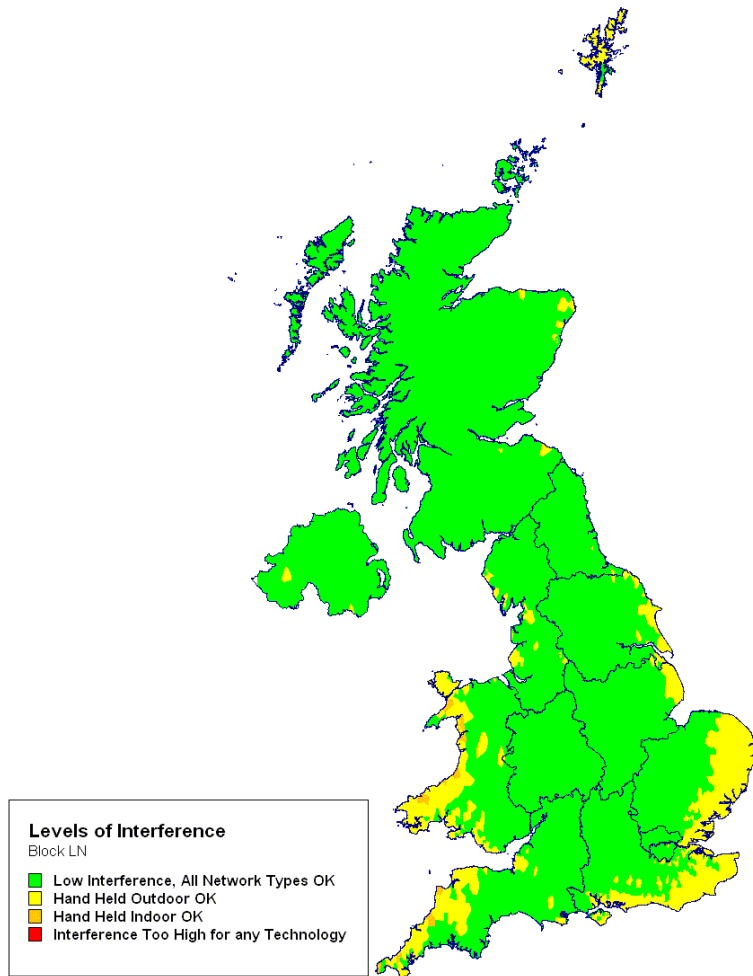 Levels of Interference
Block LN
Low Interference, All Network Types OK
Hand Held Outdoor OK
Hand Held Indoor OK
Interference Too High for any Technology